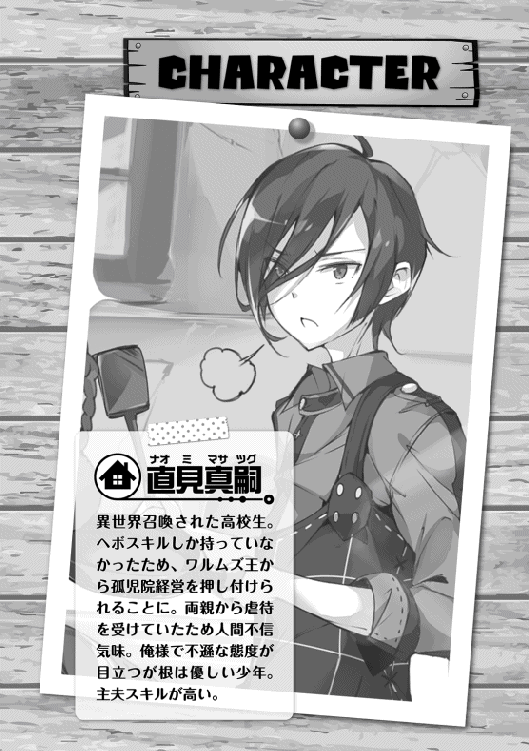 CHARACTER
ナオ ミ マサ ツグ
直見真嗣
異世界召喚された高校生。
ヘボスキルしか持っていな
かったため、ワルムズ王か
ら孤児院経営を押し付けら
れることに。両親から虐待
を受けていたため人間不信
気味。俺様で不遜な態度が
目立つが根は優しい少年。
主夫スキルが高い。